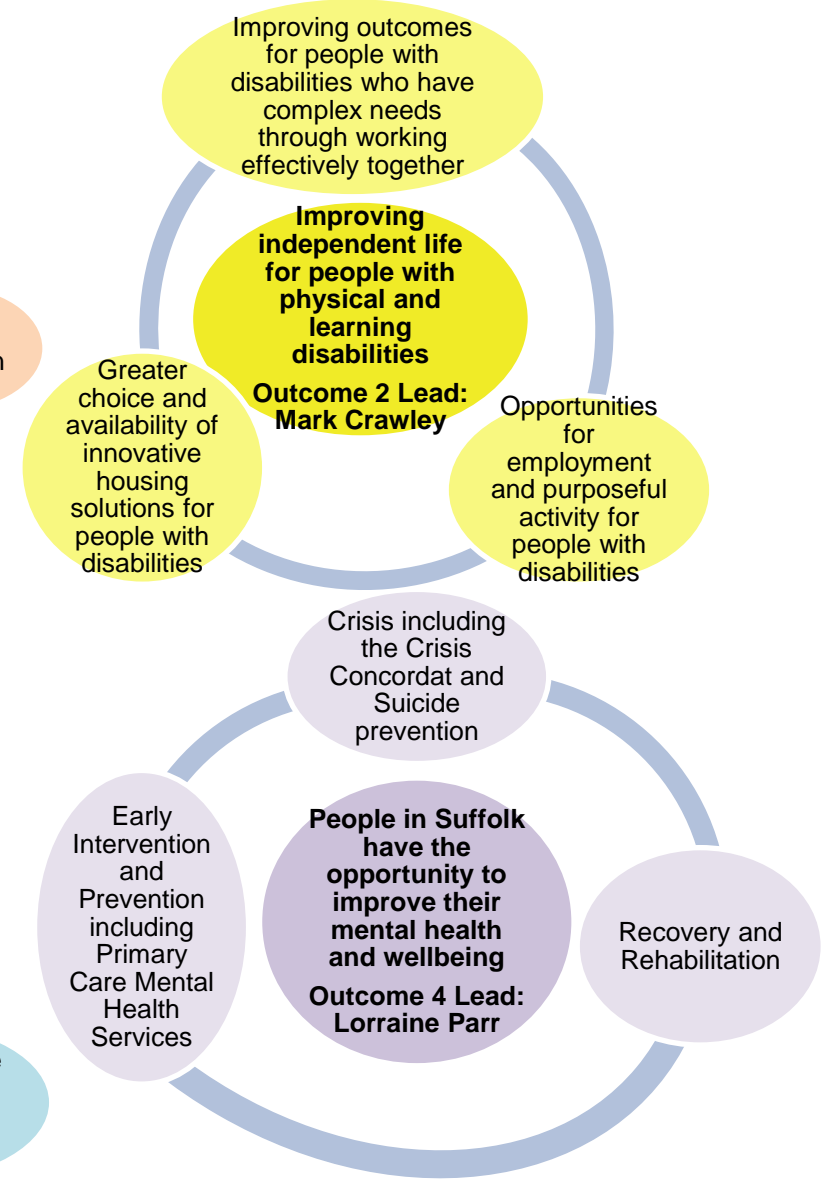 Improving outcomes
for people with
disabilities who have
complex needs
through working
effectively together
Improving
independent life
for people with
physical and
learning
disabilities
Outcome 2 Lead:
Mark Crawley
Greater
choice and
availability of
innovative
housing
solutions for
people with
disabilities
Opportunities
for
employment
and purposeful
activity for
people with
disabilities
Crisis including
the Crisis
Concordat and
Suicide
prevention
Early
Intervention
and
Prevention
including
Primary
Care Mental
Health
Services
People in Suffolk
have the
opportunity to
improve their
mental health
and wellbeing
Outcome 4 Lead:
Lorraine Parr
Recovery and
Rehabilitation